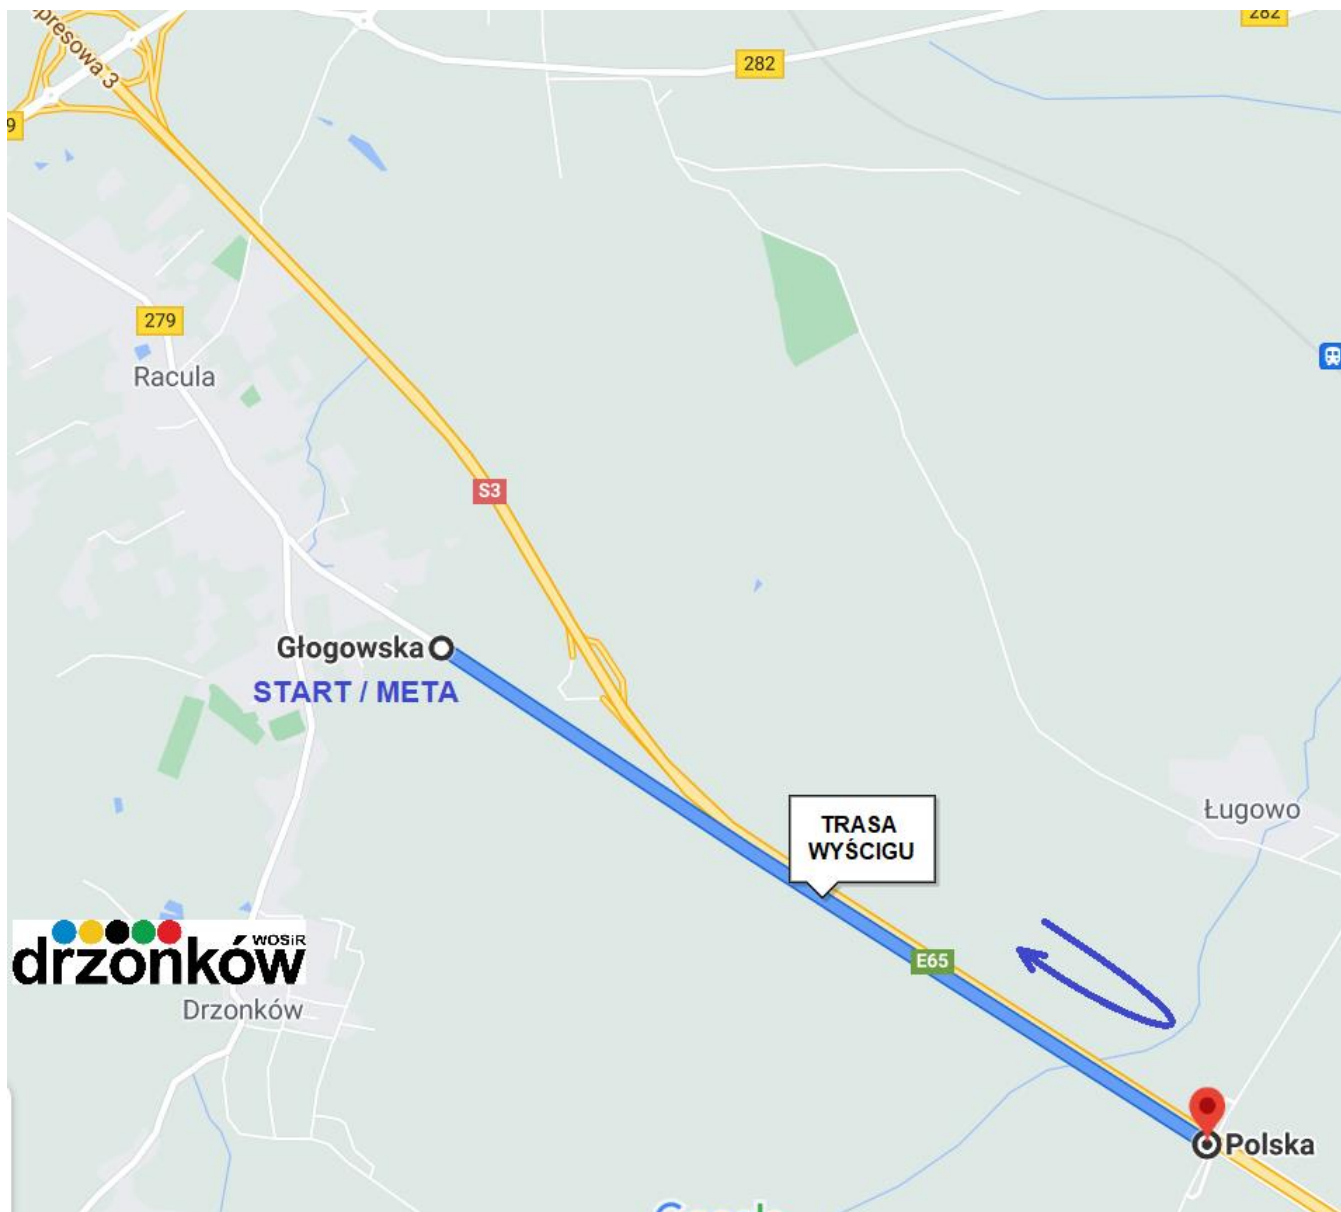 presowa 3
282
282
9
279
Racula
S3
Głogowska
START / META
TRASA
WYŚCIGU
Ługowo
WOSiR
drzonków
E65
Drzonków
Polska